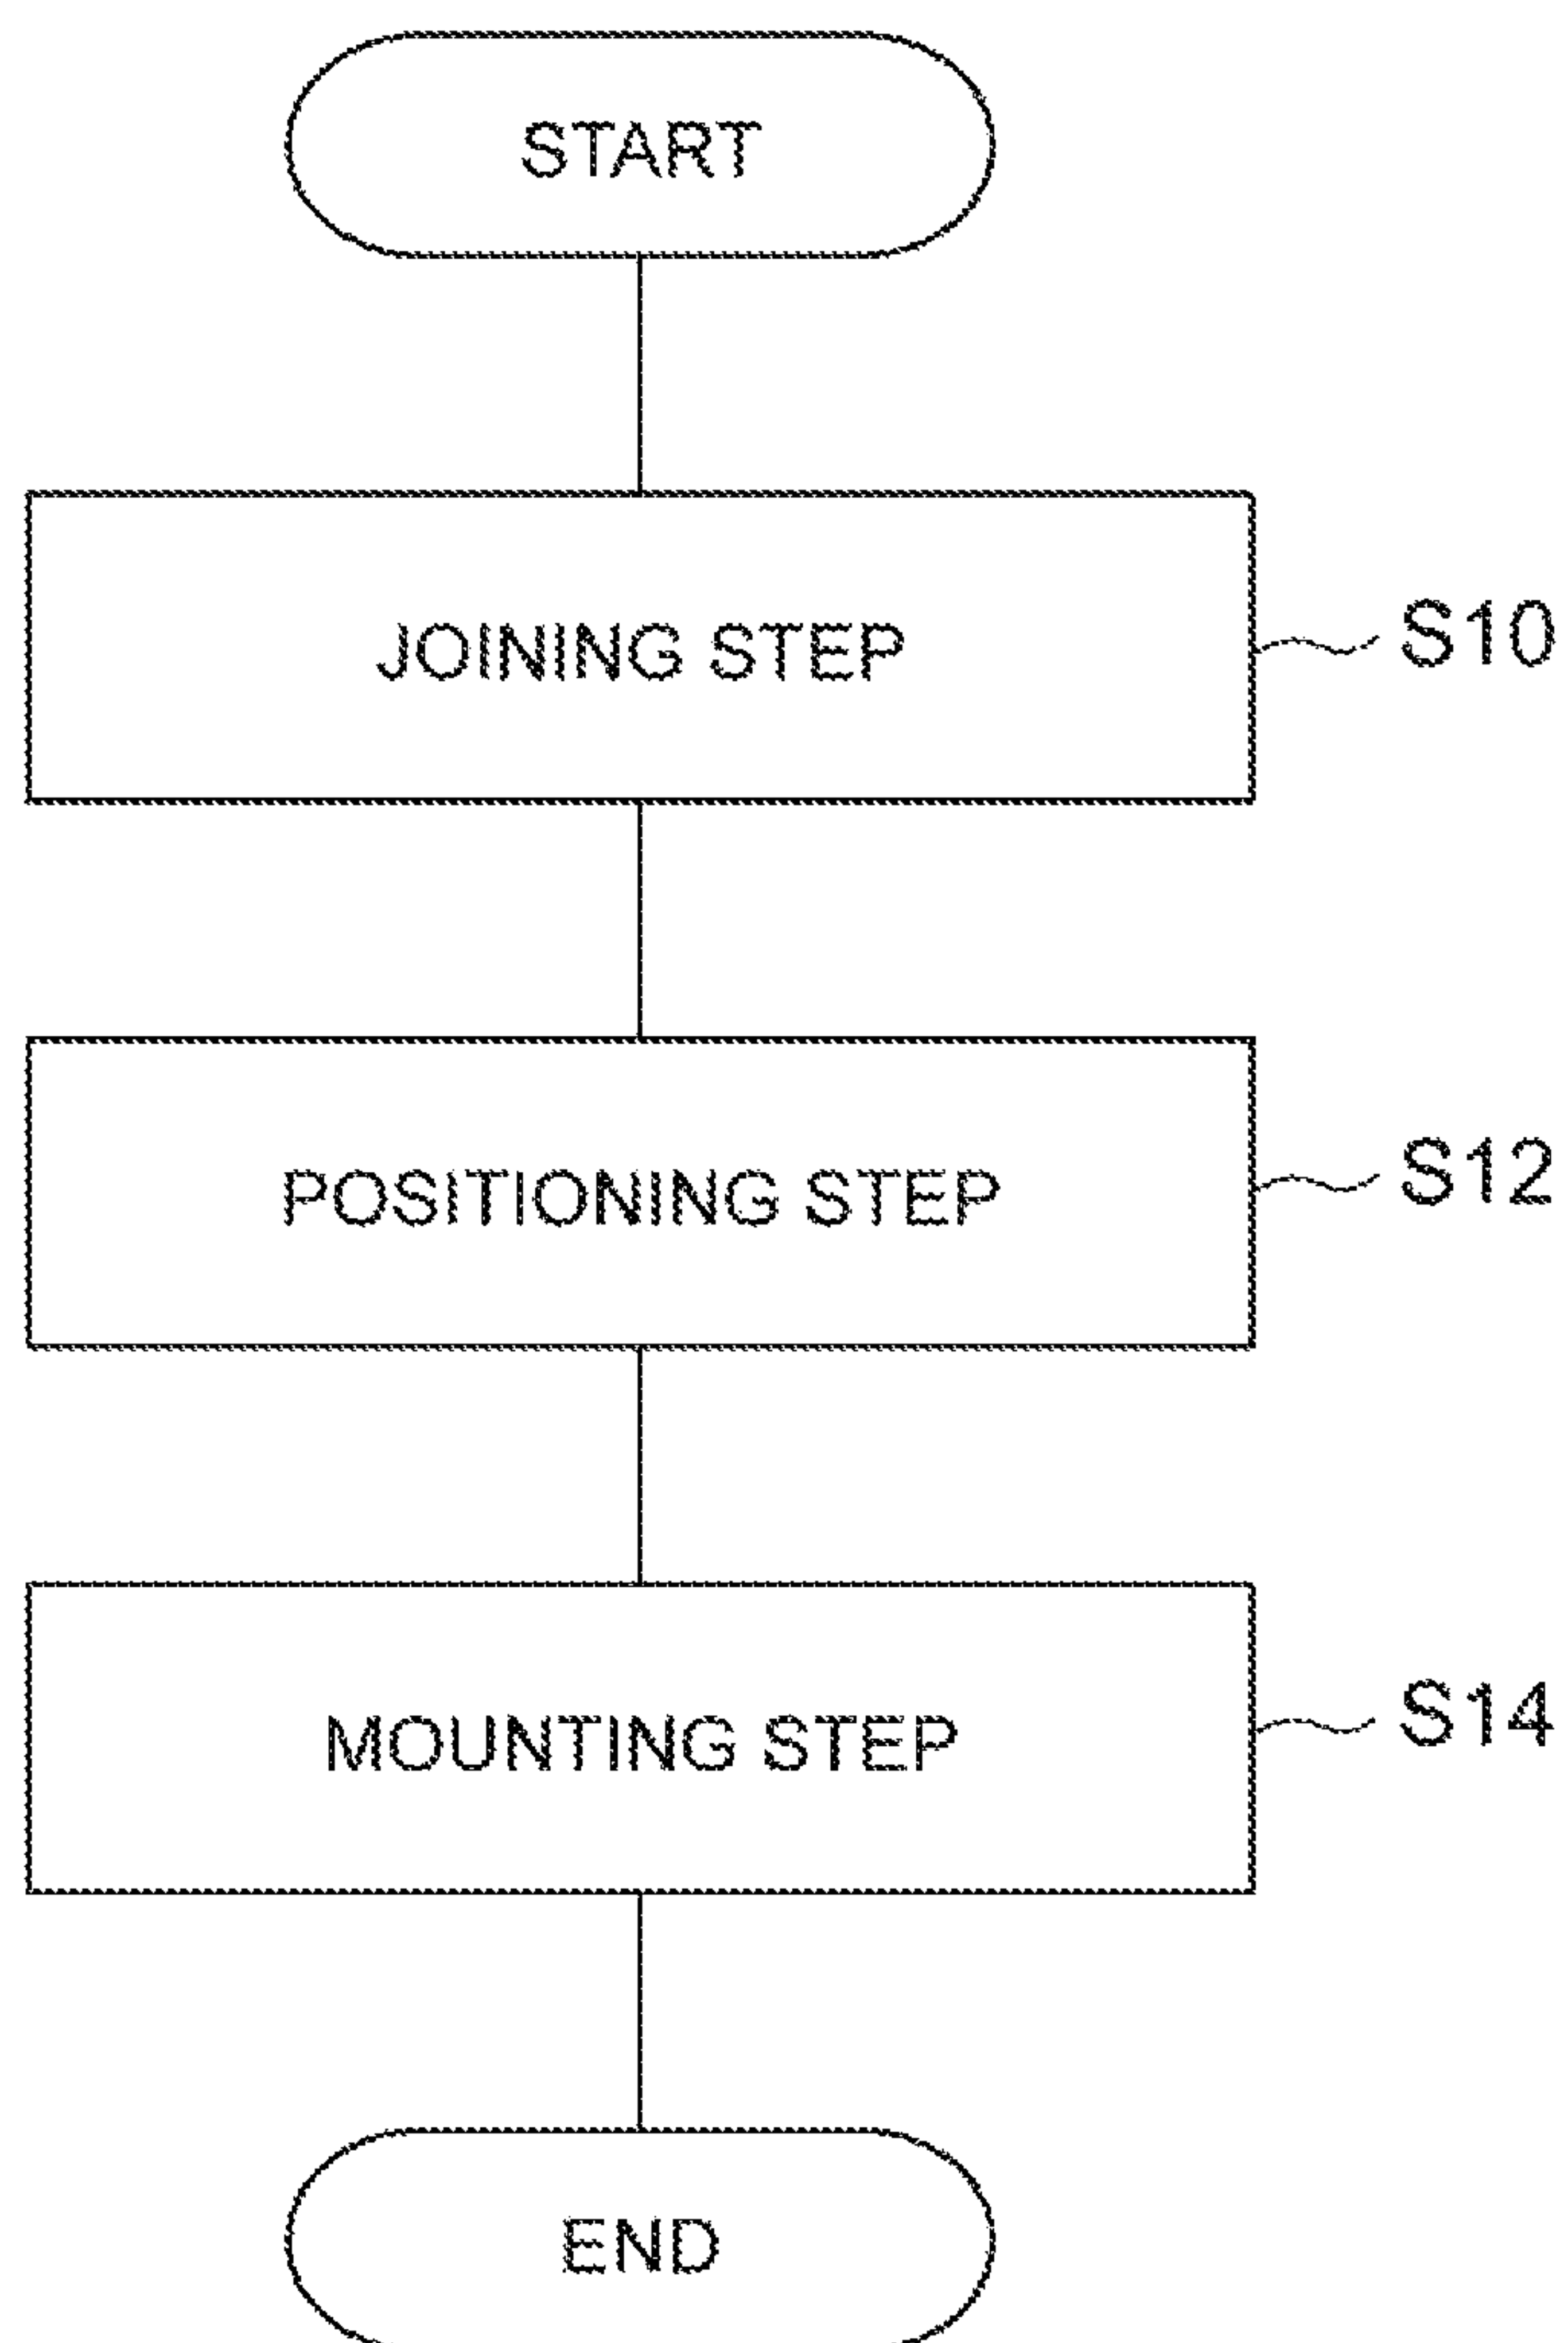 START
JOINING STEP
S10
POSITIONING STEP
S12
MOUNTING STEP
S14
END